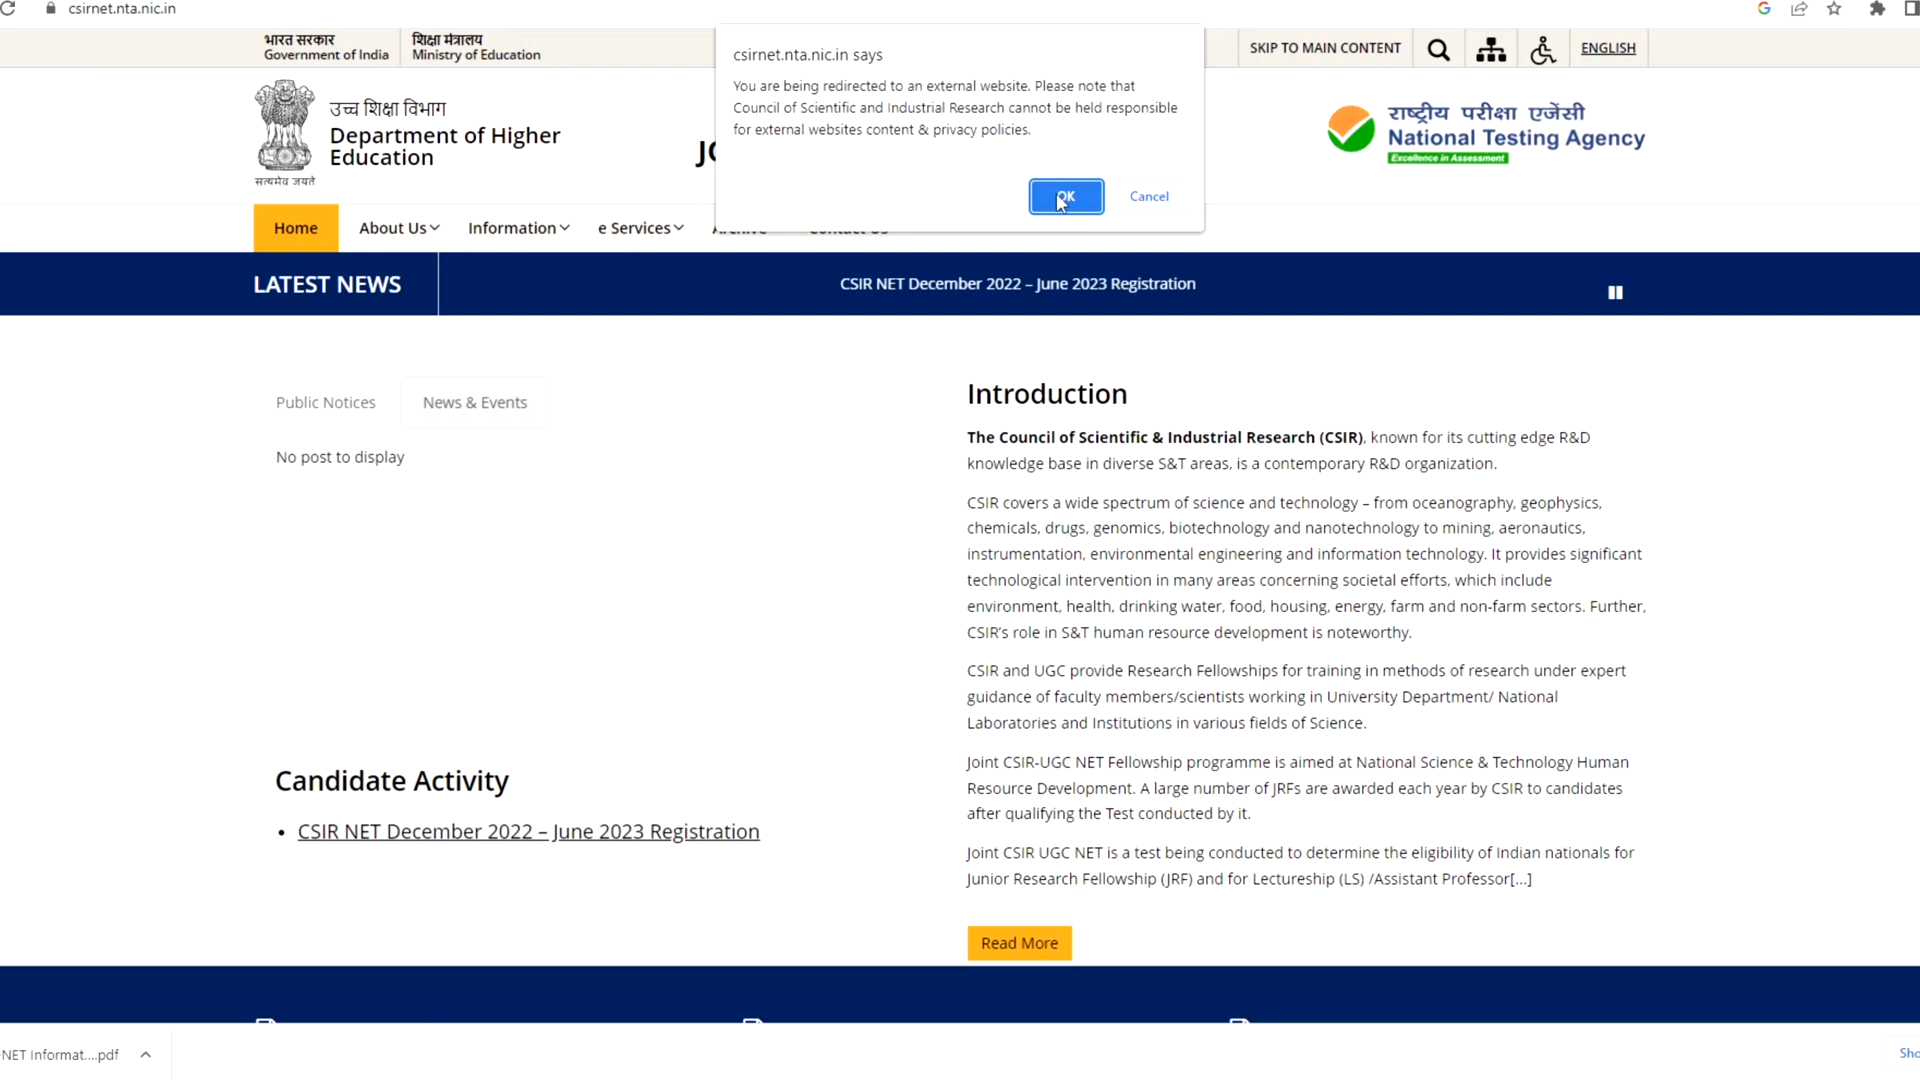 csirnet.nta.nic.in
भारत सरकार
Government of India
शिक्षा मंत्रालय
Ministry of Education
SKIP TO MAIN CONTENT
ENGLISH
csirnet.nta.nic.in says
You are being redirected to an external website. Please note that
Council of Scientific and Industrial Research cannot be held responsible
for external websites content & privacy policies.
OK
Cancel
उच्च शिक्षा विभाग
Department of Higher
Education
सत्यमेव जयते
राष्ट्रीय परीक्षा एजेंसी
National Testing Agency
Excellence in Assessment
Home
About Us
Information
e Services
LATEST NEWS
CSIR NET December 2022 – June 2023 Registration
Public Notices
News & Events
No post to display
Candidate Activity
• CSIR NET December 2022 – June 2023 Registration
Introduction
The Council of Scientific & Industrial Research (CSIR), known for its cutting edge R&D
knowledge base in diverse S&T areas, is a contemporary R&D organization.
CSIR covers a wide spectrum of science and technology – from oceanography, geophysics,
chemicals, drugs, genomics, biotechnology and nanotechnology to mining, aeronautics,
instrumentation, environmental engineering and information technology. It provides significant
technological intervention in many areas concerning societal efforts, which include
environment, health, drinking water, food, housing, energy, farm and non-farm sectors. Further,
CSIR's role in S&T human resource development is noteworthy.
CSIR and UGC provide Research Fellowships for training in methods of research under expert
guidance of faculty members/scientists working in University Department/ National
Laboratories and Institutions in various fields of Science.
Joint CSIR-UGC NET Fellowship programme is aimed at National Science & Technology Human
Resource Development. A large number of JRFs are awarded each year by CSIR to candidates
after qualifying the Test conducted by it.
Joint CSIR UGC NET is a test being conducted to determine the eligibility of Indian nationals for
Junior Research Fellowship (JRF) and for Lectureship (LS) /Assistant Professor[...]
Read More
NET Informat....pdf